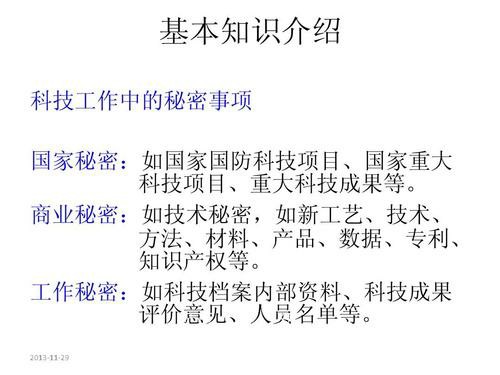 基本知识介绍
科技工作中的秘密事项
国家秘密：如国家国防科技项目、国家重大
科技项目、重大科技成果等。
商业秘密：如技术秘密，如新工艺、技术、
方法、材料、产品、数据、专利、
知识产权等。
工作秘密：如科技档案内部资料、科技成果
评价意见、人员名单等。
2013-11-29